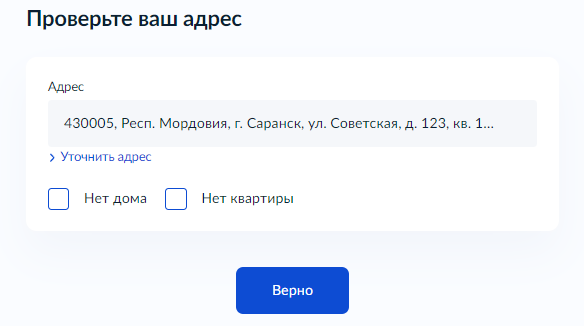 Проверьте ваш адрес
Адрес
430005, Респ. Мордовия, г. Саранск, ул. Советская, д. 123, кв. 1...
Уточнить адрес
Нет дома Нет квартиры
Верно